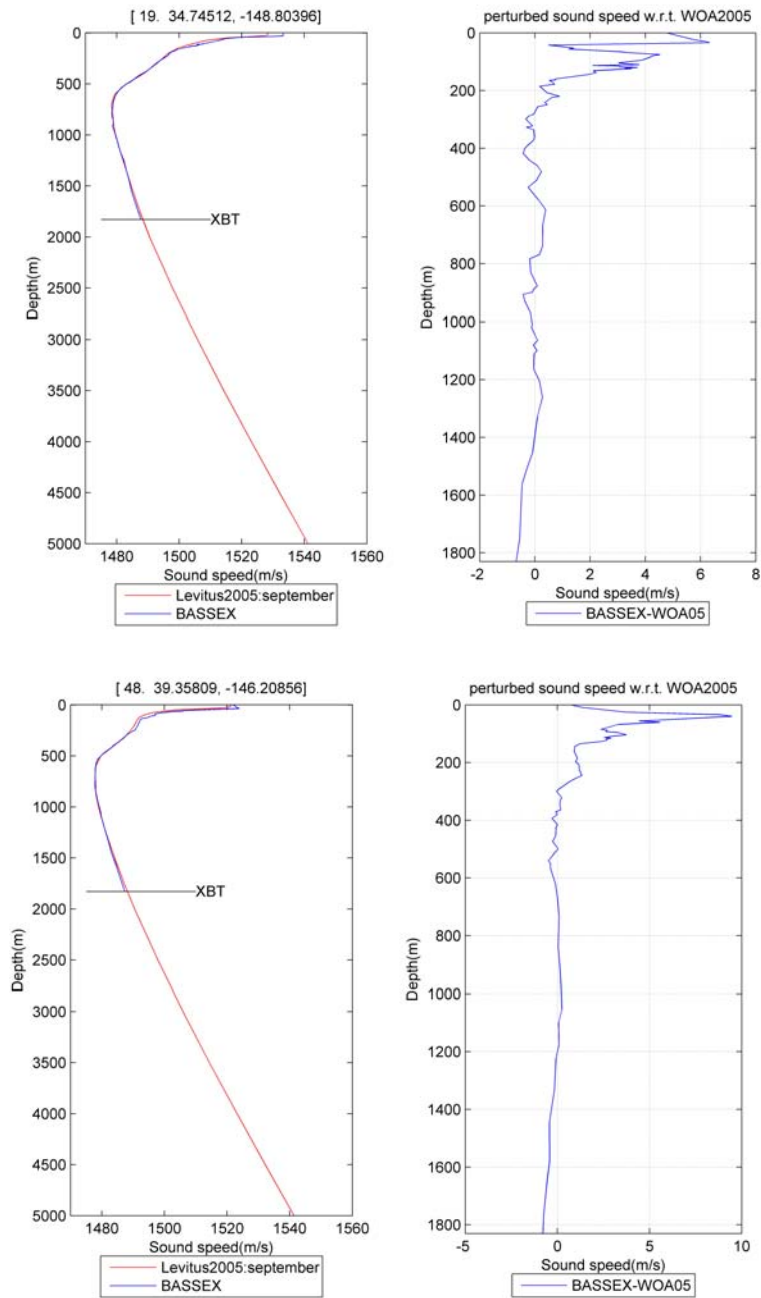 [ 19. 34.74512, -148.80396]
0
500
1000
1500
2000
2500
3000
3500
4000
4500
5000
Depth(m)
XBT
1480 1500 1520 1540 1560
Sound speed(m/s)
Levitus2005:september
BASSEX
perturbed sound speed w.r.t. WOA2005
0
200
400
600
800
1000
1200
1400
1600
1800
Depth(m)
-2 0 2 4 6 8
Sound speed(m/s)
BASSEX-WOA05
[ 48. 39.35809, -146.20856]
0
500
1000
1500
2000
2500
3000
3500
4000
4500
5000
Depth(m)
XBT
1480 1500 1520 1540 1560
Sound speed(m/s)
Levitus2005:september
BASSEX
perturbed sound speed w.r.t. WOA2005
0
200
400
600
800
1000
1200
1400
1600
1800
Depth(m)
-5 0 5 10
Sound speed(m/s)
BASSEX-WOA05